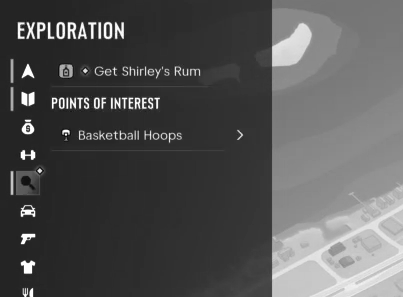 EXPLORATION
Get Shirley's Rum
POINTS OF INTEREST
Basketball Hoops